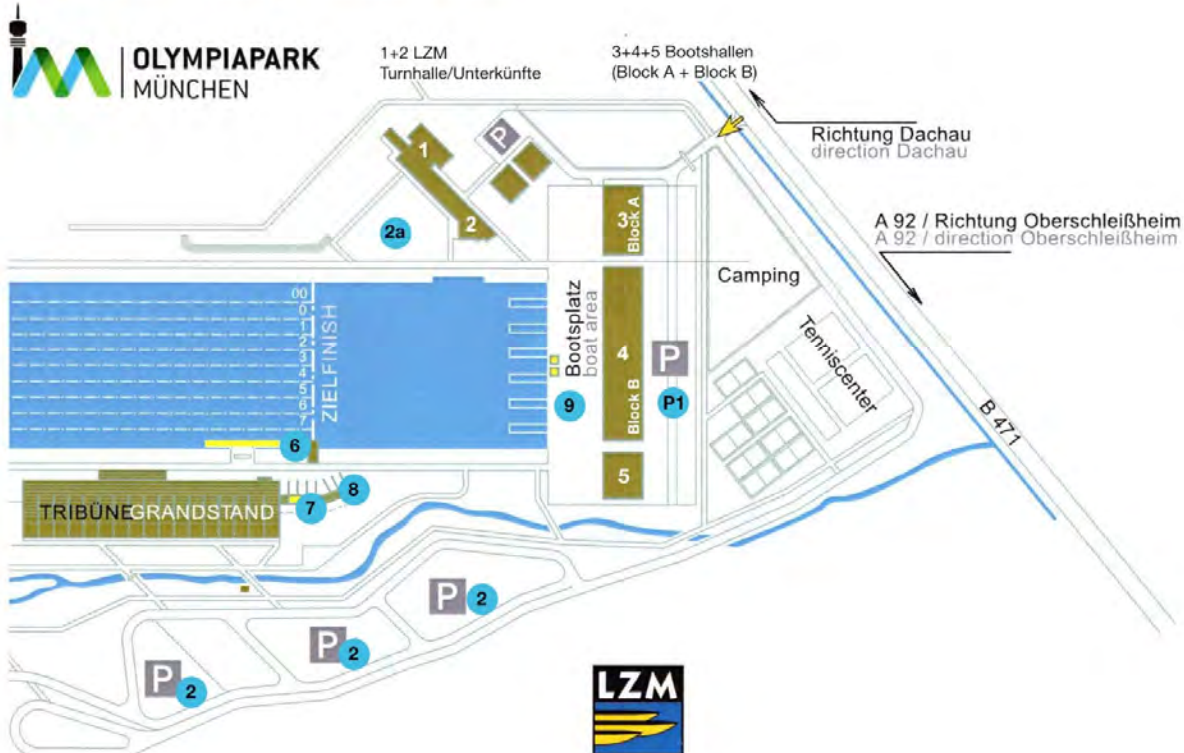 OLYMPIAPARK
MÜNCHEN
1+2 LZM
Turnhalle/Unterkünfte
3+4+5 Bootshallen
(Block A + Block B)
Richtung Dachau
direction Dachau
A 92 / Richtung Oberschleißheim
A 92 / direction Oberschleißheim
P
1
2
2a
3
Block A
Camping
Tenniscenter
B 471
00
0
1
2
3
4
5
6
7
ZIELFINISH
Bootsplatz
boat area
9
4
Block B
P
P1
5
6
7
8
TRIBÜNE GRANDSTAND
P 2
P 2
P 2
LZM